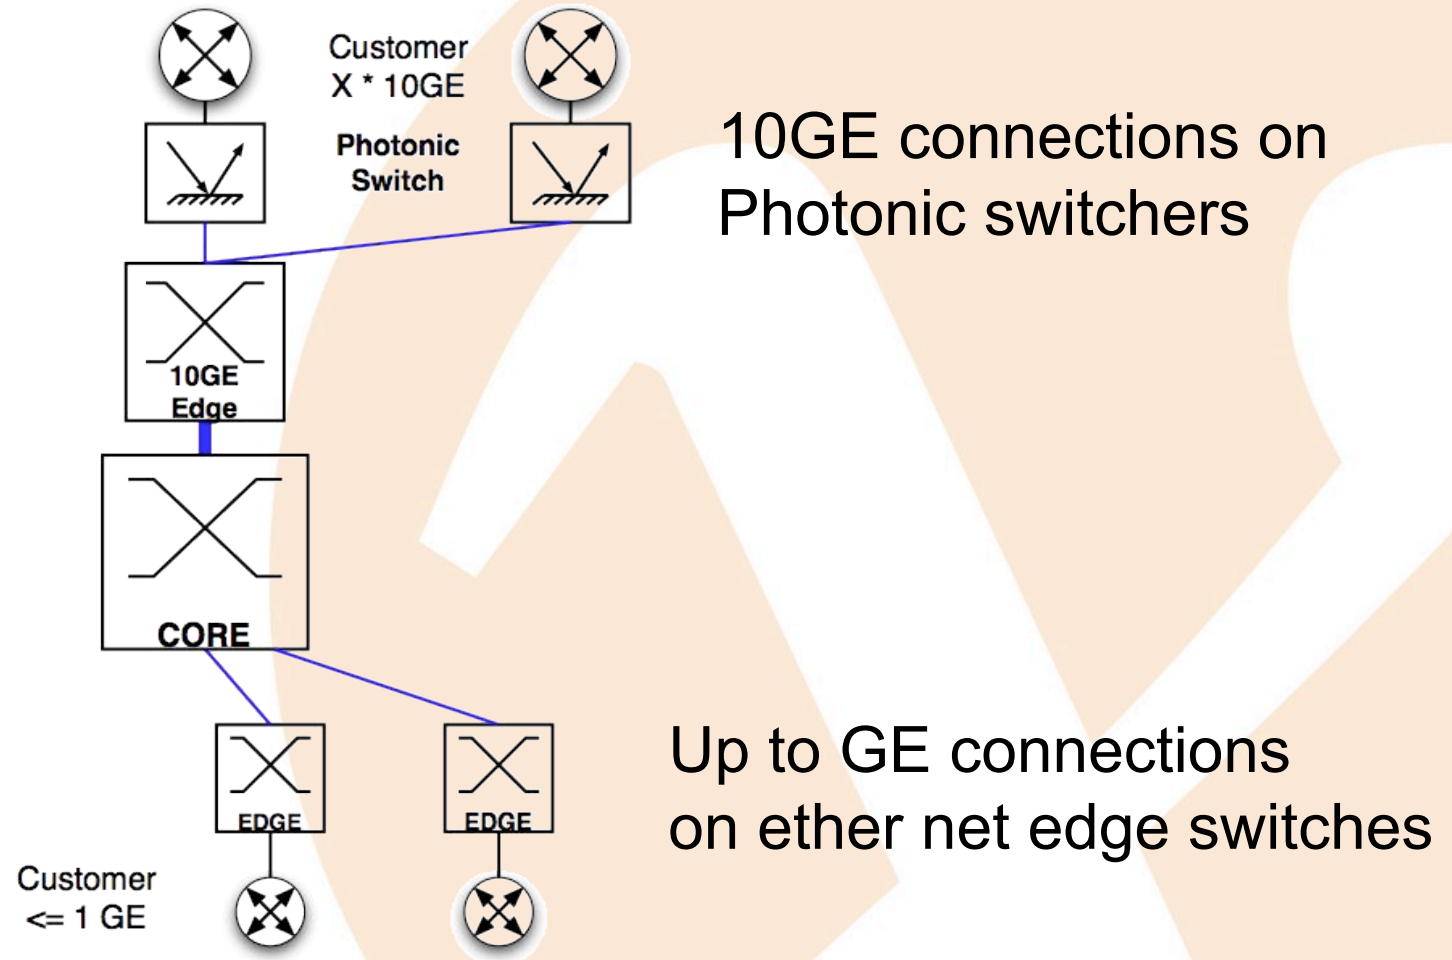 Customer
X * 10GE
Photonic
Switch
10GE connections on
Photonic switchers
10GE
Edge
CORE
Up to GE connections
on ether net edge switches
EDGE
EDGE
Customer
<= 1 GE